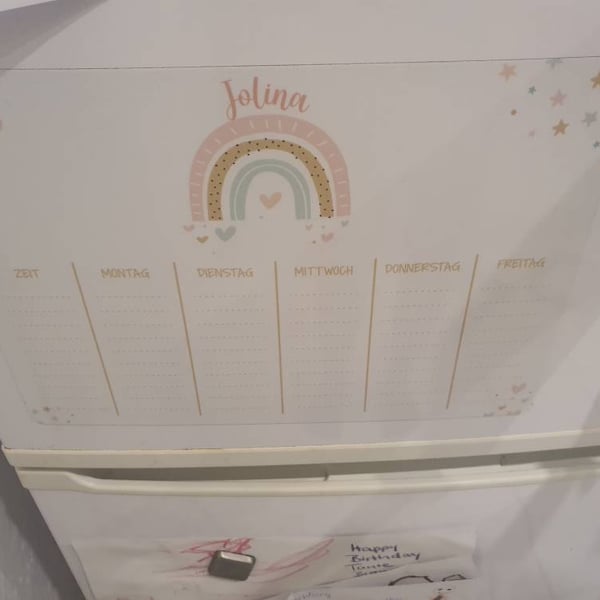 Jolina
ZEIT MONTAG DIENSTAG MITTWOCH DONNERSTAG FREITAG
Happy
Birthday